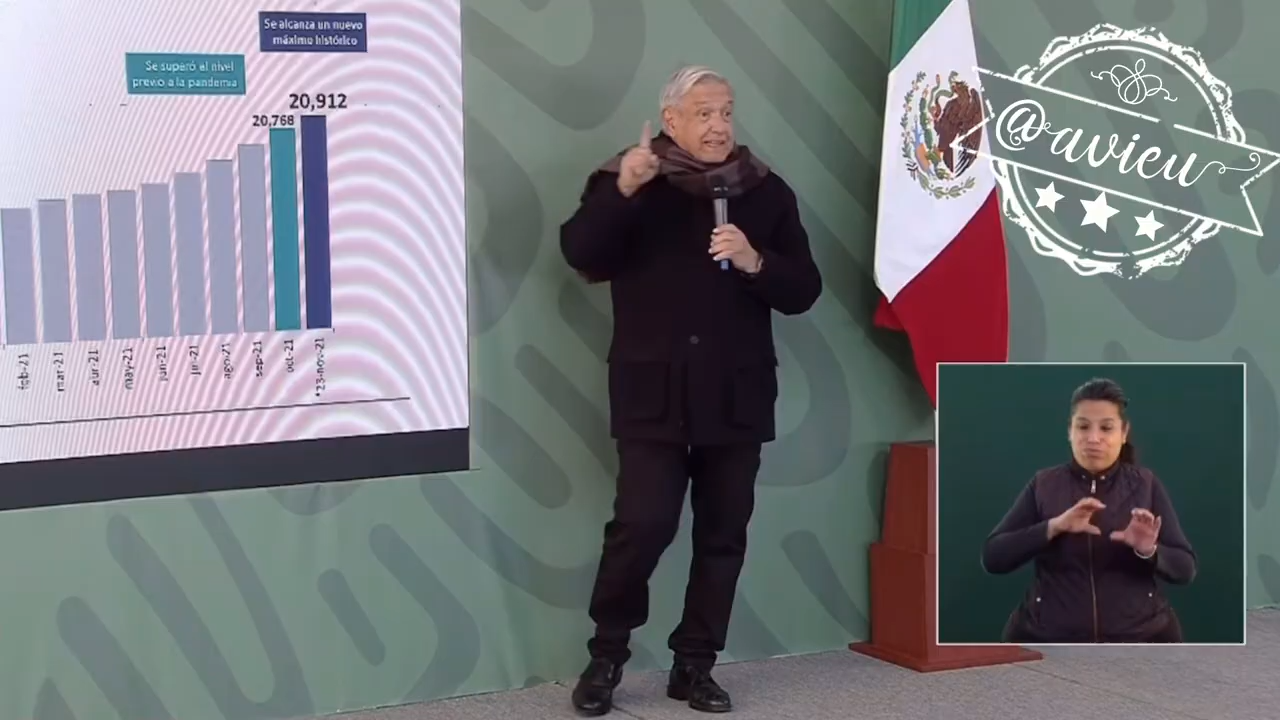 Se alcanza un nuevo
máximo histórico
Se superó el nivel
previo a la pandemia
20,912
20,768
feb-21
mar-21
abr-21
may-21
jun-21
jul-21
ago-21
sep-21
oct-21
*23-nov-21
@avieu